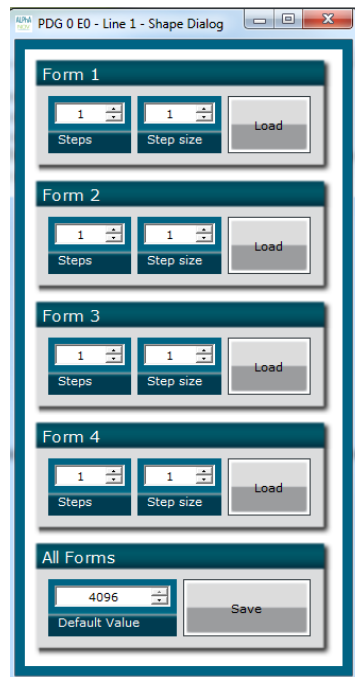 PDG 0 E0 - Line 1 - Shape Dialog
Form 1
1 1 Load
Steps Step size
Form 2
1 1 Load
Steps Step size
Form 3
1 1 Load
Steps Step size
Form 4
1 1 Load
Steps Step size
All Forms
4096 Save
Default Value